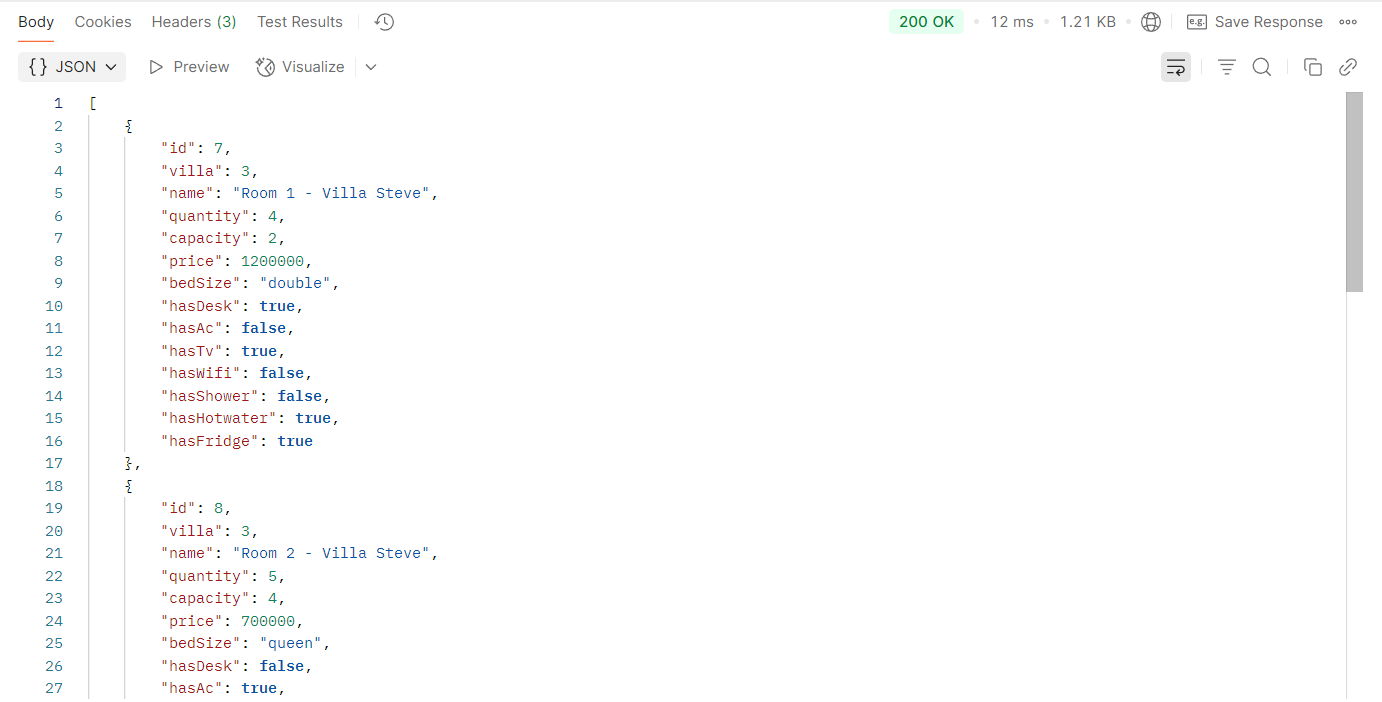 Body Cookies Headers (3) Test Results 200 OK • 12 ms • 1.21 KB • e.g. Save Response
{} JSON Preview Visualize
1 [
2 {
3 "id": 7,
4 "villa": 3,
5 "name": "Room 1 - Villa Steve",
6 "quantity": 4,
7 "capacity": 2,
8 "price": 1200000,
9 "bedSize": "double",
10 "hasDesk": true,
11 "hasAc": false,
12 "hasTv": true,
13 "hasWifi": false,
14 "hasShower": false,
15 "hasHotwater": true,
16 "hasFridge": true
17 },
18 {
19 "id": 8,
20 "villa": 3,
21 "name": "Room 2 - Villa Steve",
22 "quantity": 5,
23 "capacity": 4,
24 "price": 700000,
25 "bedSize": "queen",
26 "hasDesk": false,
27 "hasAc": true,